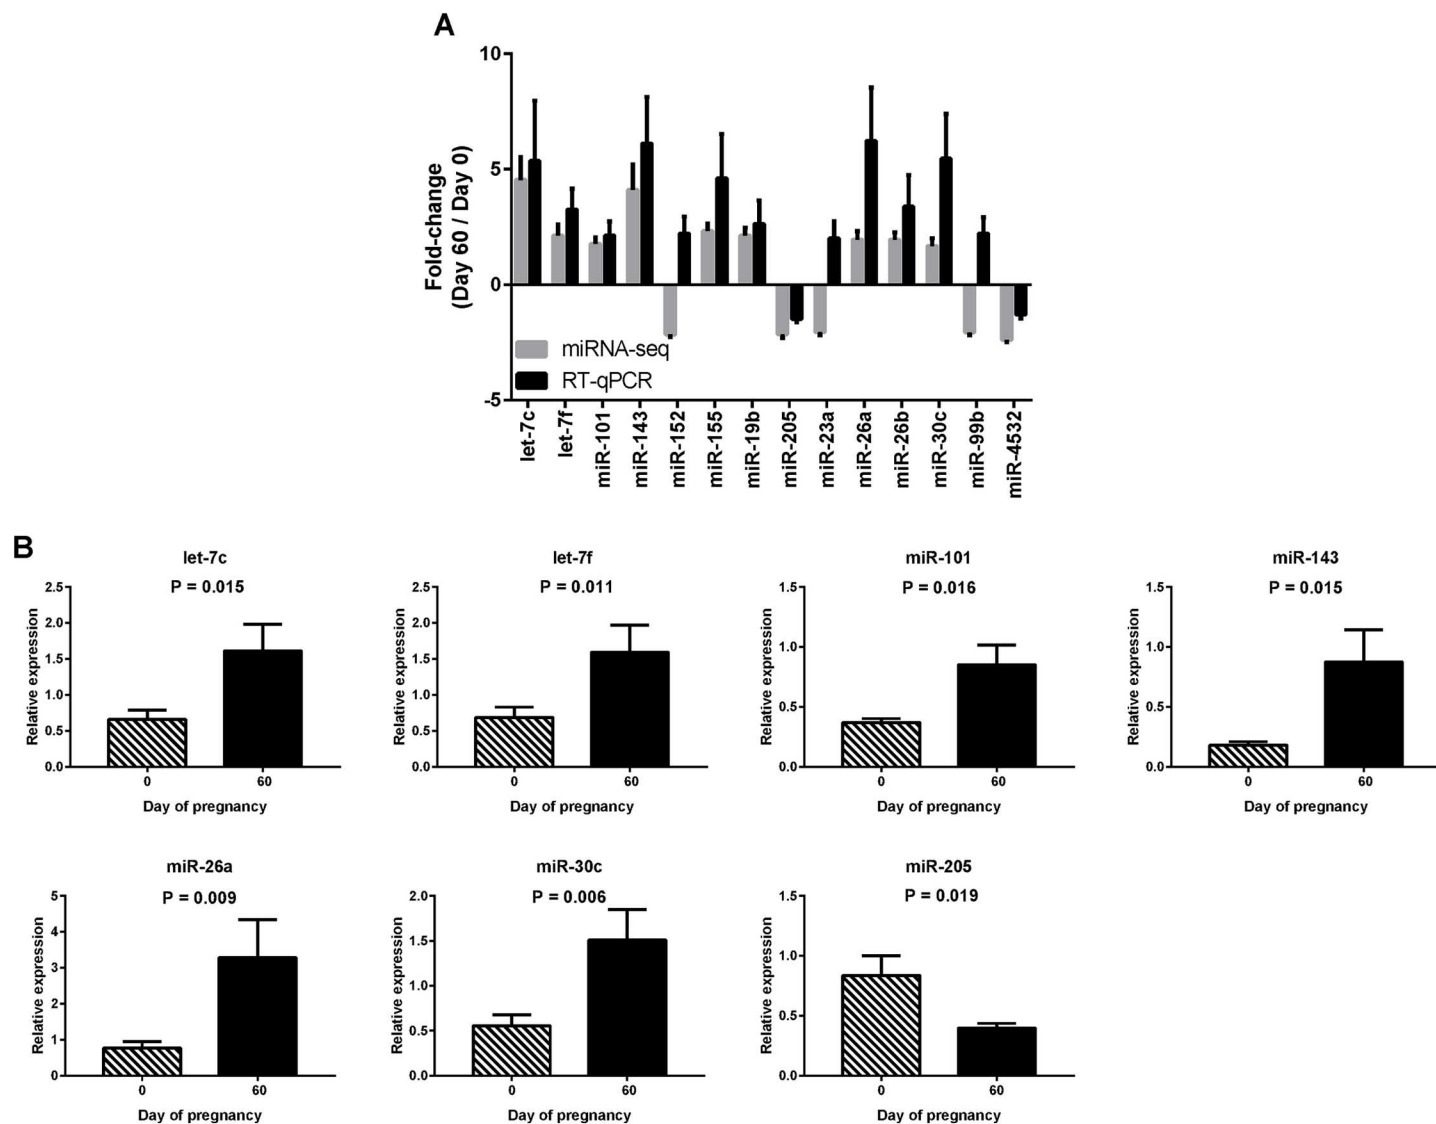 A
Fold-change
(Day 60 / Day 0)
10
5
0
-5
miRNA-seq
RT-qPCR
let-7c
let-7f
miR-101
miR-143
miR-152
miR-155
miR-19b
miR-205
miR-23a
miR-26a
miR-26b
miR-30c
miR-99b
miR-4532
B
let-7c
P = 0.015
Relative expression
2.5
2.0
1.5
1.0
0.5
0.0
0
60
Day of pregnancy
let-7f
P = 0.011
Relative expression
2.5
2.0
1.5
1.0
0.5
0.0
0
60
Day of pregnancy
miR-101
P = 0.016
Relative expression
1.5
1.0
0.5
0.0
0
60
Day of pregnancy
miR-143
P = 0.015
Relative expression
1.5
1.0
0.5
0.0
0
60
Day of pregnancy
miR-26a
P = 0.009
Relative expression
5
4
3
2
1
0
0
60
Day of pregnancy
miR-30c
P = 0.006
Relative expression
2.0
1.5
1.0
0.5
0.0
0
60
Day of pregnancy
miR-205
P = 0.019
Relative expression
1.5
1.0
0.5
0.0
0
60
Day of pregnancy